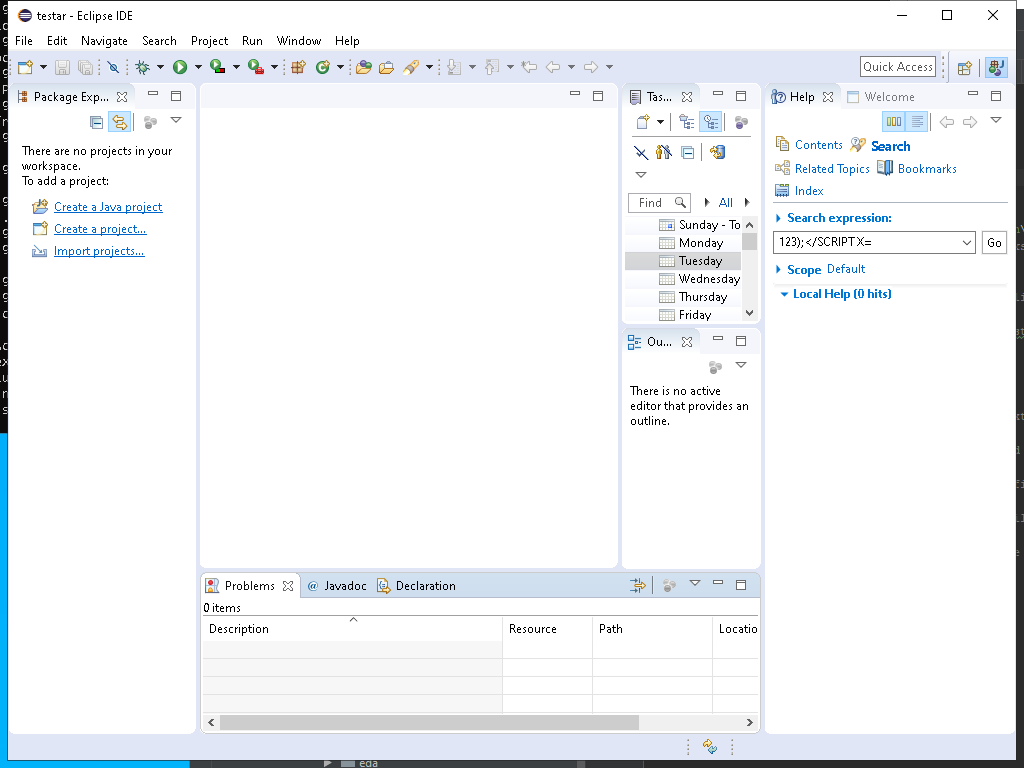 testar - Eclipse IDE
File Edit Navigate Search Project Run Window Help
Quick Access
Package Exp...
There are no projects in your
workspace.
To add a project:
Create a Java project
Create a project...
Import projects...
Tas...
Find All
Sunday - To
Monday
Tuesday
Wednesday
Thursday
Friday
Ou...
There is no active
editor that provides an
outline.
Help Welcome
Contents Search
Related Topics Bookmarks
Index
Search expression:
123);</SCRIPTX= Go
Scope Default
Local Help (0 hits)
Problems @ Javadoc Declaration
0 items
Description Resource Path Locatio
eda